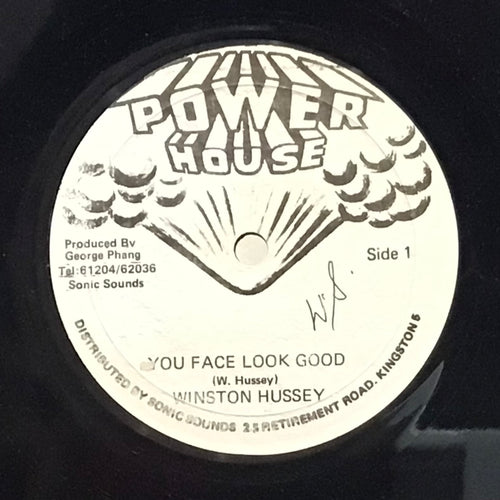 POWER
HOUSE
Produced By
George Phang
Tel:61204/62036
Sonic Sounds
Side 1
W.S.
YOU FACE LOOK GOOD
(W. Hussey)
WINSTON HUSSEY
DISTRIBUTED BY SONIC SOUNDS 25 RETIREMENT ROAD. KINGSTON 5